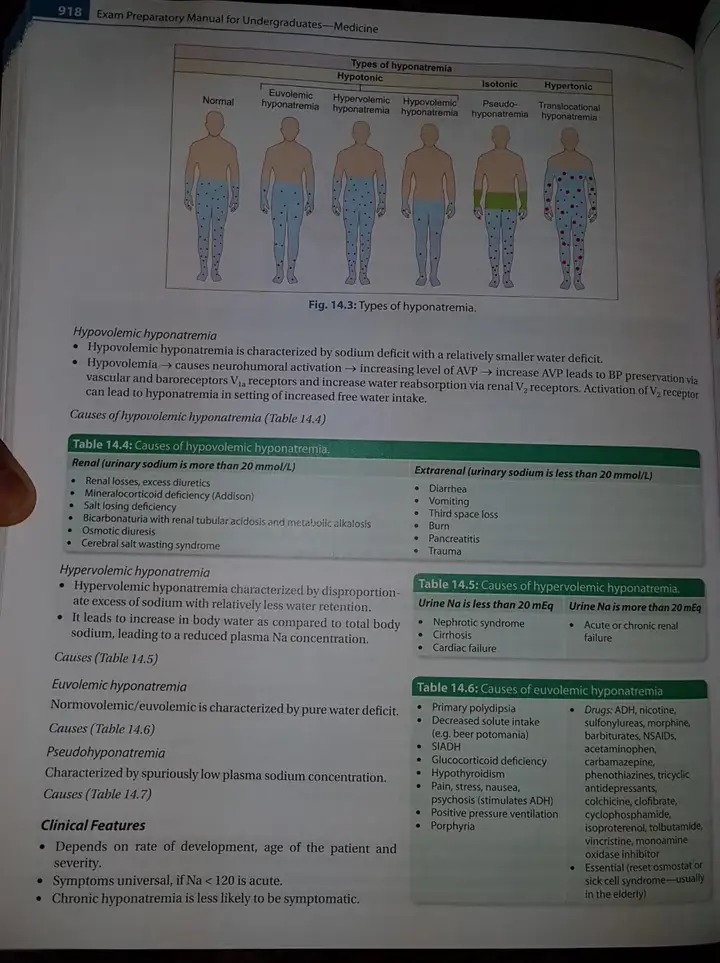 918 Exam Preparatory Manual for Undergraduates—Medicine
Types of hyponatremia
Hypotonic
Isotonic
Hypertonic
Normal
Euvolemic
hyponatremia
Hypervolemic
hyponatremia
Hypovolemic
hyponatremia
Pseudo-
hyponatremia
Translocational
hyponatremia
Fig. 14.3: Types of hyponatremia.
Hypovolemic hyponatremia
• Hypovolemic hyponatremia is characterized by sodium deficit with a relatively smaller water deficit.
• Hypovolemia → causes neurohumoral activation → increasing level of AVP → increase AVP leads to BP preservation via
vascular and baroreceptors V1a receptors and increase water reabsorption via renal V2 receptors. Activation of V2 receptor
can lead to hyponatremia in setting of increased free water intake.
Causes of hypovolemic hyponatremia (Table 14.4)
Table 14.4: Causes of hypovolemic hyponatremia.
Renal (urinary sodium is more than 20 mmol/L)
• Renal losses, excess diuretics
• Mineralocorticoid deficiency (Addison)
• Salt losing deficiency
• Bicarbonaturia with renal tubular acidosis and metabolic alkalosis
• Osmotic diuresis
• Cerebral salt wasting syndrome
Extrarenal (urinary sodium is less than 20 mmol/L)
• Diarrhea
• Vomiting
• Third space loss
• Burn
• Pancreatitis
• Trauma
Hypervolemic hyponatremia
• Hypervolemic hyponatremia characterized by disproportion-
ate excess of sodium with relatively less water retention.
• It leads to increase in body water as compared to total body
sodium, leading to a reduced plasma Na concentration.
Causes (Table 14.5)
Euvolemic hyponatremia
Normovolemic/euvolemic is characterized by pure water deficit.
Causes (Table 14.6)
Pseudohyponatremia
Characterized by spuriously low plasma sodium concentration.
Causes (Table 14.7)
Clinical Features
• Depends on rate of development, age of the patient and
severity.
• Symptoms universal, if Na < 120 is acute.
• Chronic hyponatremia is less likely to be symptomatic.
Table 14.5: Causes of hypervolemic hyponatremia.
Urine Na is less than 20 mEq
• Nephrotic syndrome
• Cirrhosis
• Cardiac failure
Urine Na is more than 20 mEq
• Acute or chronic renal
failure
Table 14.6: Causes of euvolemic hyponatremia
• Primary polydipsia
• Decreased solute intake
(e.g. beer potomania)
• SIADH
• Glucocorticoid deficiency
• Hypothyroidism
• Pain, stress, nausea,
psychosis (stimulates ADH)
• Positive pressure ventilation
• Porphyria
• Drugs: ADH, nicotine,
sulfonylureas, morphine,
barbiturates, NSAIDs,
acetaminophen,
carbamazepine,
phenothiazines, tricyclic
antidepressants,
colchicine, clofibrate,
cyclophosphamide,
isoproterenol, tolbutamide,
vincristine, monoamine
oxidase inhibitor
• Essential (reset osmostat or
sick cell syndrome—usually
in the elderly)